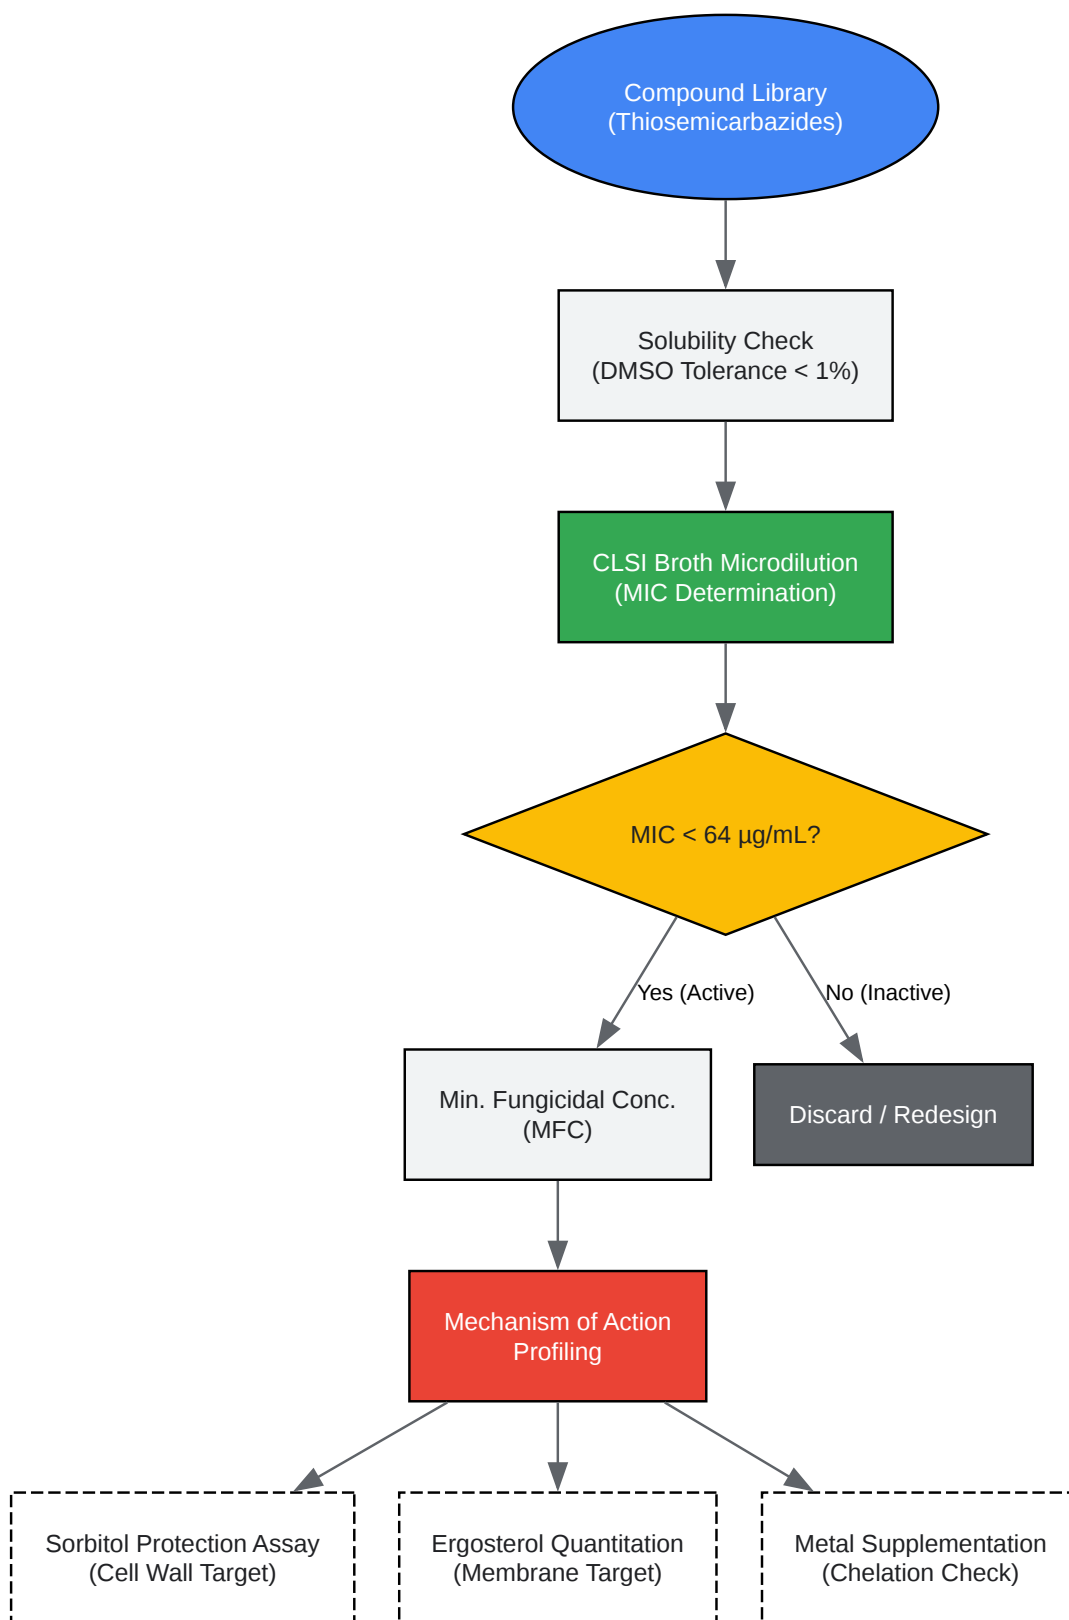 Compound Library
(Thiosemicarbazides)
Solubility Check
(DMSO Tolerance < 1%)
CLSI Broth Microdilution
(MIC Determination)
MIC < 64 µg/mL?
Yes (Active)
No (Inactive)
Min. Fungicidal Conc.
(MFC)
Discard / Redesign
Mechanism of Action
Profiling
Sorbitol Protection Assay
(Cell Wall Target)
Ergosterol Quantitation
(Membrane Target)
Metal Supplementation
(Chelation Check)